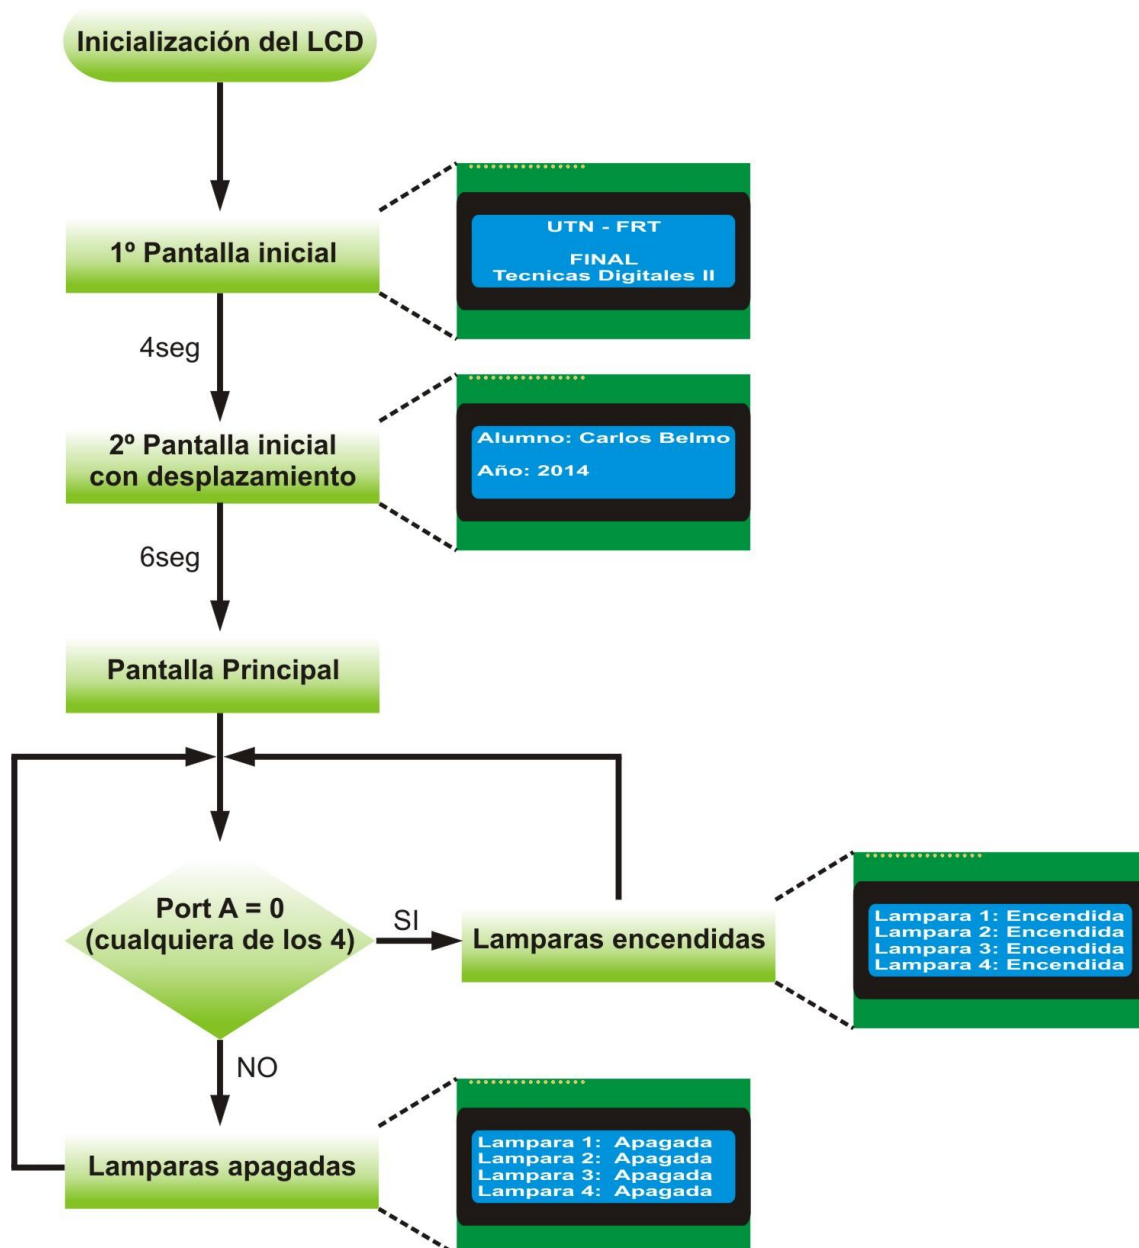 Inicialización del LCD
1º Pantalla inicial
UTN - FRT
FINAL
Tecnicas Digitales II
4seg
2º Pantalla inicial
con desplazamiento
Alumno: Carlos Belmo
Año: 2014
6seg
Pantalla Principal
Port A = 0
(cualquiera de los 4)
SI
Lamparas encendidas
Lampara 1: Encendida
Lampara 2: Encendida
Lampara 3: Encendida
Lampara 4: Encendida
NO
Lamparas apagadas
Lampara 1: Apagada
Lampara 2: Apagada
Lampara 3: Apagada
Lampara 4: Apagada